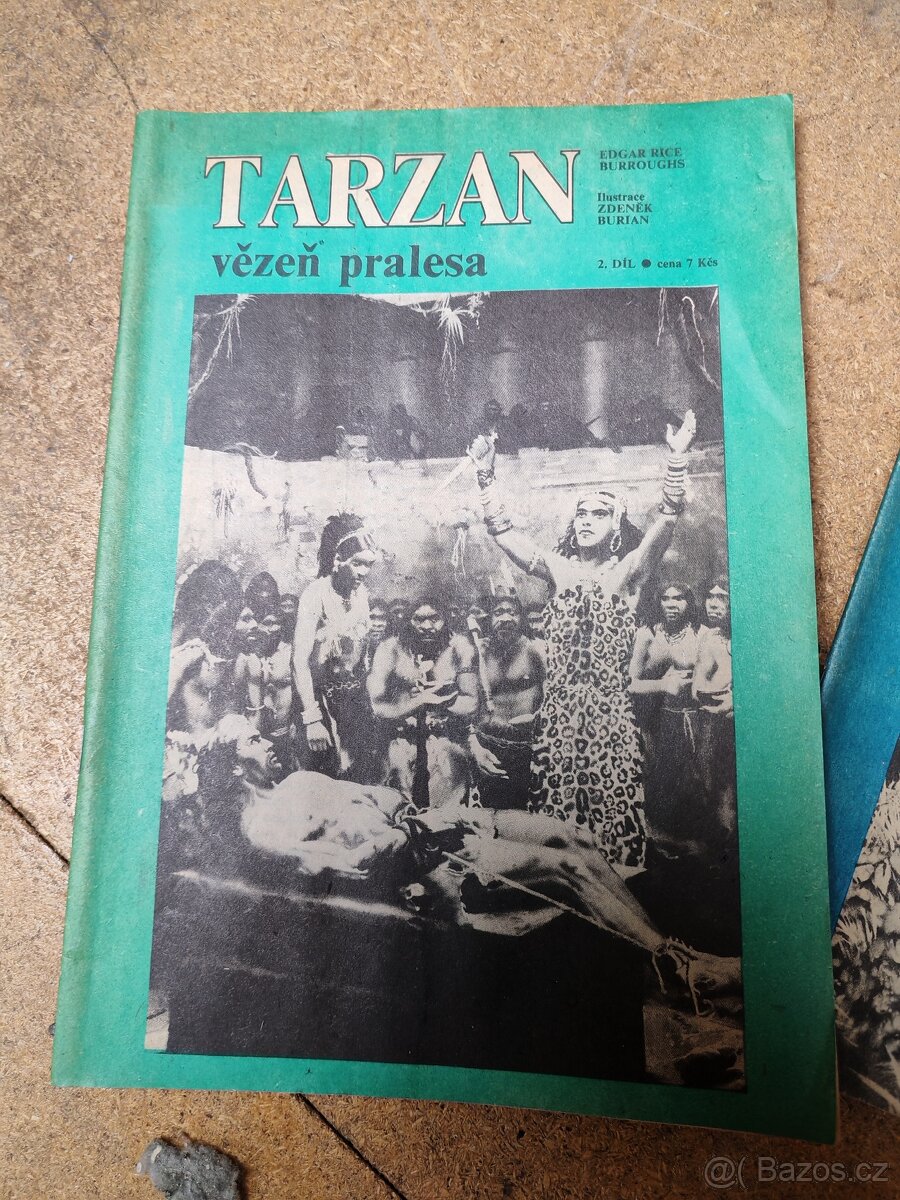 TARZAN
EDGAR RICE
BURROUGHS
Ilustrace
ZDENĚK
BURIAN
vězeň pralesa
2. DÍL ● cena 7 Kčs
@( Bazos.cz